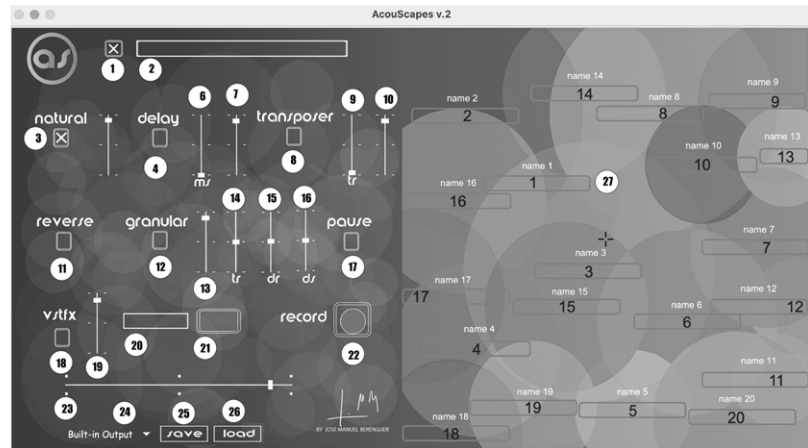 AcouScapes v.2
as
1
2
natural
3
delay
4
6
7
ms
transposer
8
9
10
tr
reverse
11
granular
12
13
14
15
16
tr
dr
ds
pause
17
vstfx
18
19
20
21
record
22
23
24
25
26
Built-in Output
save
load
BY JOSE MANUEL BERENGUER
name 14
14
name 2
2
name 8
8
name 9
9
name 10
10
name 13
13
name 1
1
27
name 16
16
name 7
7
name 3
3
name 17
17
name 15
15
name 12
12
name 6
6
name 4
4
name 11
11
name 19
19
name 5
5
name 20
20
name 18
18